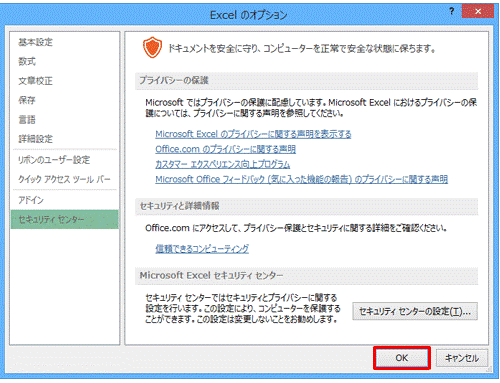 Excel のオプション
?
基本設定
数式
文章校正
保存
言語
詳細設定
リボンのユーザー設定
クイック アクセス ツール バー
アドイン
セキュリティ センター
ドキュメントを安全に守り、コンピューターを正常で安全な状態に保ちます。
プライバシーの保護
Microsoft ではプライバシーの保護に配慮しています。Microsoft Excel におけるプライバシーの保
護については、プライバシーに関する声明を参照してください。
Microsoft Excel のプライバシーに関する声明を表示する
Office.com のプライバシーに関する声明
カスタマー エクスペリエンス向上プログラム
Microsoft Office フィードバック (気に入った機能の報告) のプライバシーに関する声明
セキュリティと詳細情報
Office.com にアクセスして、プライバシー保護とセキュリティに関する詳細をご確認ください。
信頼できるコンピューティング
Microsoft Excel セキュリティ センター
セキュリティ センターではセキュリティとプライバシーに関する
設定を行います。この設定により、コンピューターを保護する
ことができます。この設定は変更しないことをお勧めします。
セキュリティ センターの設定(T)...
OK
キャンセル